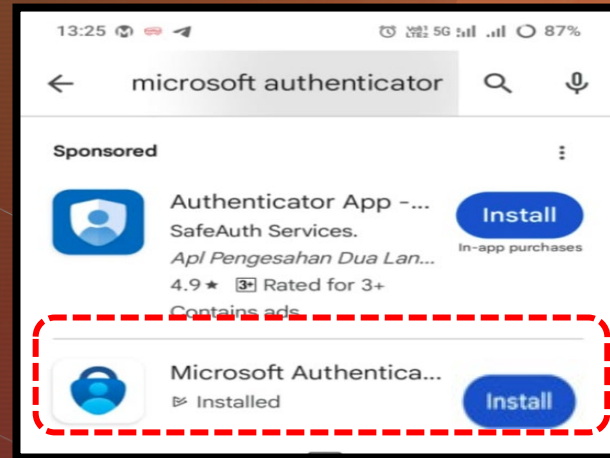 13:25 5G 87%
microsoft authenticator
Sponsored
Authenticator App -...
Install
SafeAuth Services.
In-app purchases
Apl Pengesahan Dua Lan...
4.9★ 3+ Rated for 3+
Contains ads
Microsoft Authentica...
Installed
Install